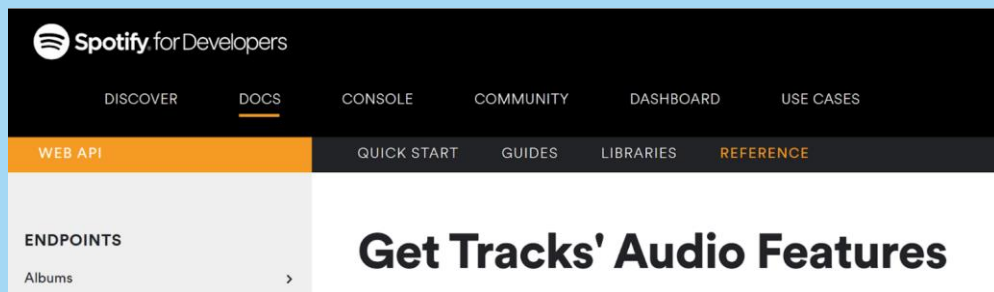 Spotify for Developers
DISCOVER DOCS CONSOLE COMMUNITY DASHBOARD USE CASES
WEB API QUICK START GUIDES LIBRARIES REFERENCE
ENDPOINTS
Get Tracks' Audio Features
Albums